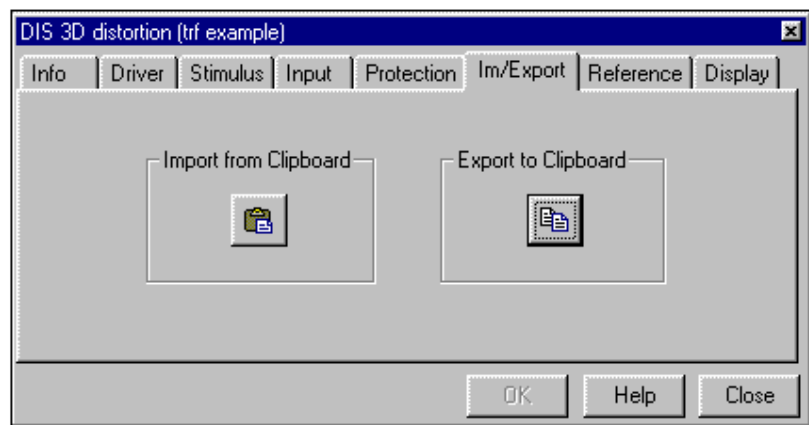 DIS 3D distortion (trf example)
Info Driver Stimulus Input Protection Im/Export Reference Display
Import from Clipboard Export to Clipboard
OK Help Close